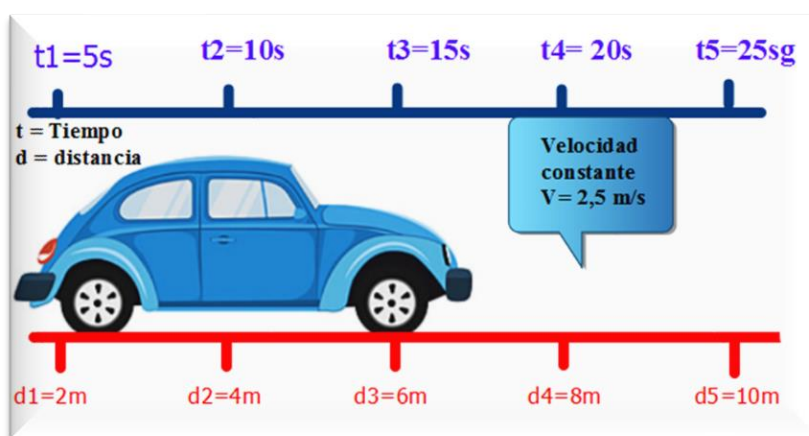 t1=5s t2=10s t3=15s t4= 20s t5=25sg
t = Tiempo
d = distancia
Velocidad
constante
V= 2,5 m/s
d1=2m d2=4m d3=6m d4=8m d5=10m